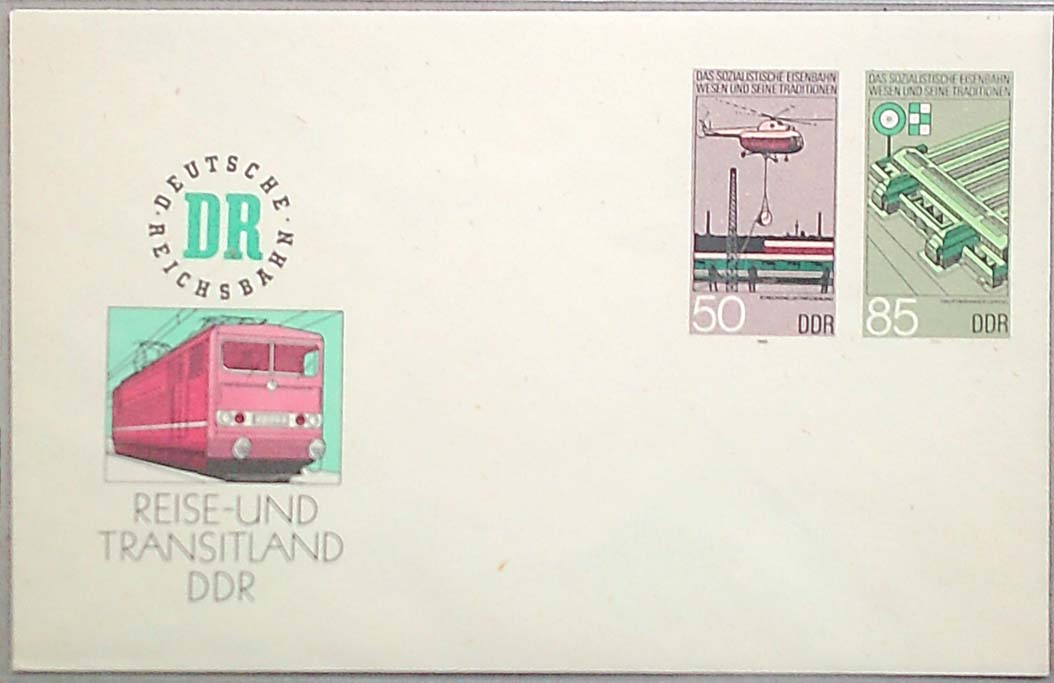 DAS SOZIALISTISCHE EISENBAHN
WESEN UND SEINE TRADITIONEN
50
DDR
DAS SOZIALISTISCHE EISENBAHN
WESEN UND SEINE TRADITIONEN
85
DDR
· DEUTSCHE ·
REICHSBAHN
DR
REISE-UND
TRANSITLAND
DDR